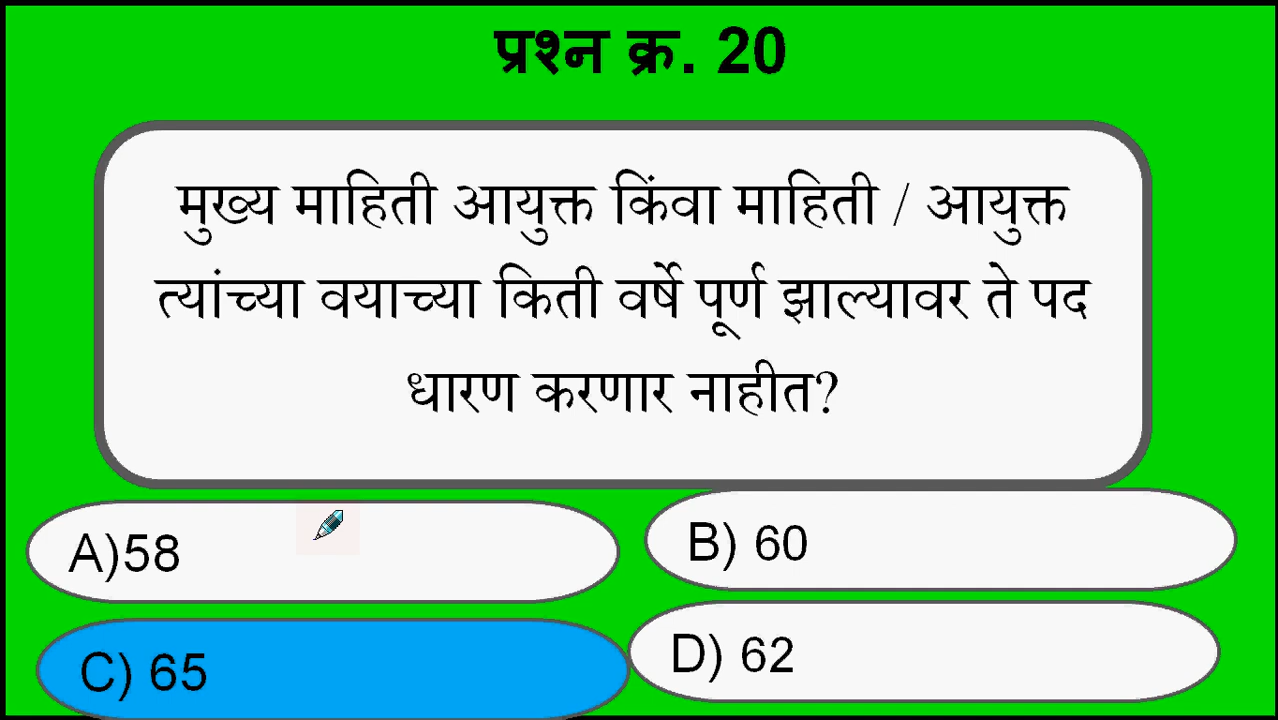 प्रश्न क्र. 20
मुख्य माहिती आयुक्त किंवा माहिती / आयुक्त
त्यांच्या वयाच्या किती वर्षे पूर्ण झाल्यावर ते पद
धारण करणार नाहीत?
A)58
B) 60
C) 65
D) 62